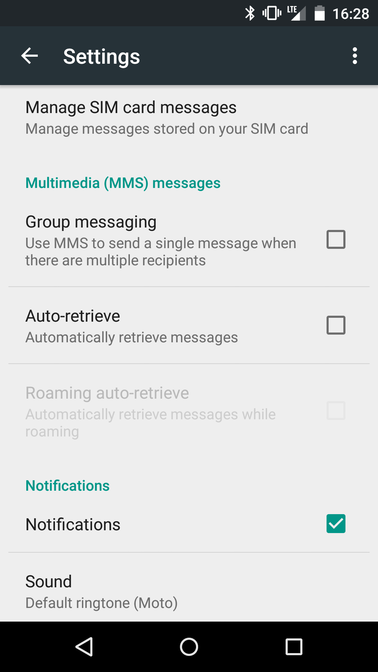 LTE 16:28
Settings
Manage SIM card messages
Manage messages stored on your SIM card
Multimedia (MMS) messages
Group messaging
Use MMS to send a single message when
there are multiple recipients
Auto-retrieve
Automatically retrieve messages
Roaming auto-retrieve
Automatically retrieve messages while
roaming
Notifications
Notifications
Sound
Default ringtone (Moto)